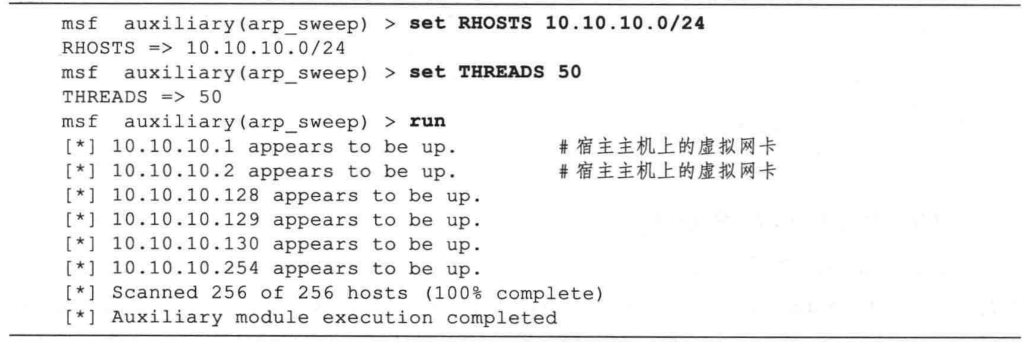 msf  auxiliary(arp_sweep) > set RHOSTS 10.10.10.0/24
RHOSTS => 10.10.10.0/24
msf  auxiliary(arp_sweep) > set THREADS 50
THREADS => 50
msf  auxiliary(arp_sweep) > run
[*] 10.10.10.1 appears to be up.          #宿主主机上的虚拟网卡
[*] 10.10.10.2 appears to be up.          #宿主主机上的虚拟网卡
[*] 10.10.10.128 appears to be up.
[*] 10.10.10.129 appears to be up.
[*] 10.10.10.130 appears to be up.
[*] 10.10.10.254 appears to be up.
[*] Scanned 256 of 256 hosts (100% complete)
[*] Auxiliary module execution completed